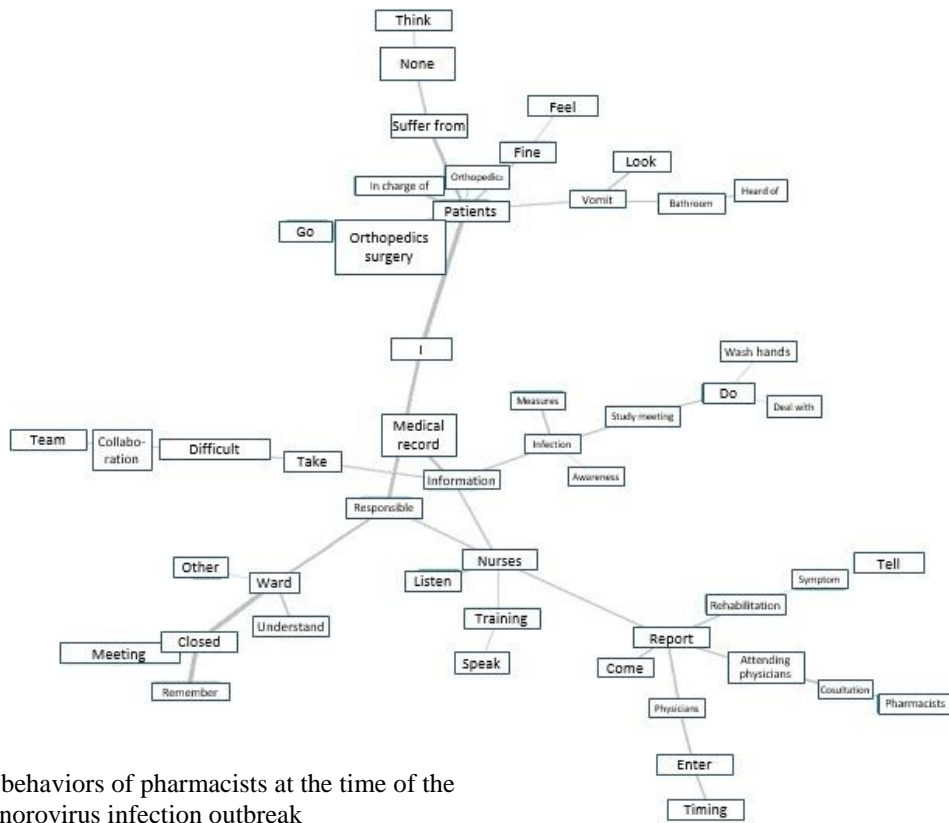 Think
None
Feel
Suffer from
Fine
Look
Orthopedics
In charge of
Heard of
Vomit
Bathroom
Patients
Go
Orthopedics
surgery
I
Wash hands
Do
Measures
Deal with
Study meeting
Medical
record
Team
Collabo-
ration
Difficult
Infection
Take
Information
Awareness
Responsible
Nurses
Tell
Other
Ward
Listen
Symptom
Rehabilitation
Training
Understand
Closed
Report
Meeting
Speak
Come
Attending
physicians
Remember
Cosultation
Pharmacists
Physicians
Enter
Timing
behaviors of pharmacists at the time of the
norovirus infection outbreak